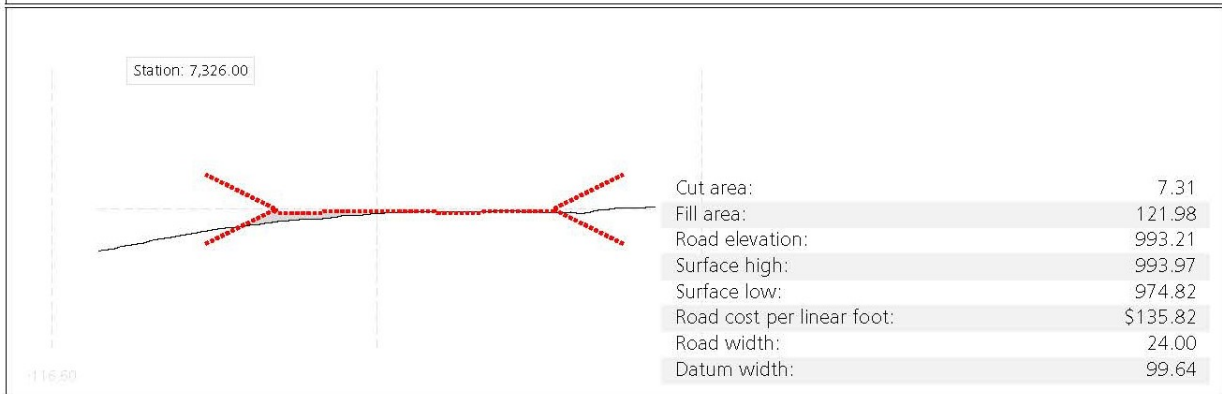 Station: 7,326.00
Cut area: 7.31
Fill area: 121.98
Road elevation: 993.21
Surface high: 993.97
Surface low: 974.82
Road cost per linear foot: $135.82
Road width: 24.00
Datum width: 99.64
-116.60